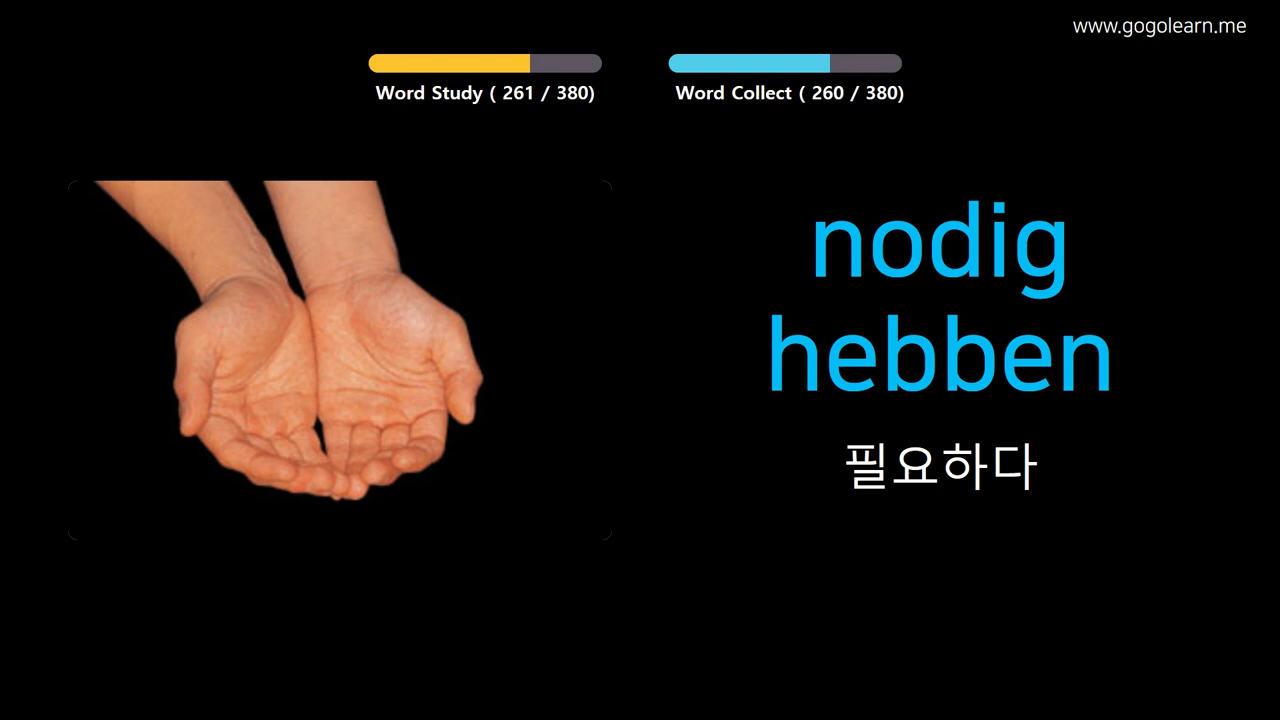 www.gogolearn.me
Word Study ( 261 / 380)
Word Collect ( 260 / 380)
nodig
hebben
필요하다